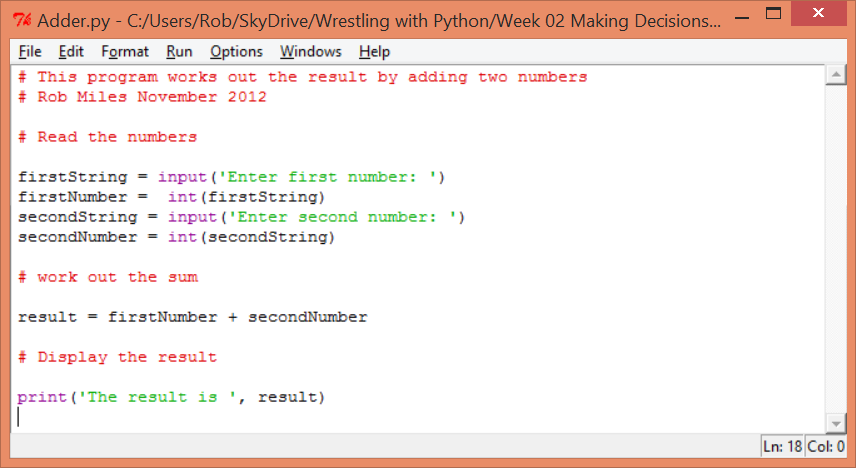 Adder.py - C:/Users/Rob/SkyDrive/Wrestling with Python/Week 02 Making Decisions...
File Edit Format Run Options Windows Help
# This program works out the result by adding two numbers
# Rob Miles November 2012
# Read the numbers
firstString = input('Enter first number: ')
firstNumber =  int(firstString)
secondString = input('Enter second number: ')
secondNumber = int(secondString)
# work out the sum
result = firstNumber + secondNumber
# Display the result
print('The result is ', result)
Ln: 18 Col: 0